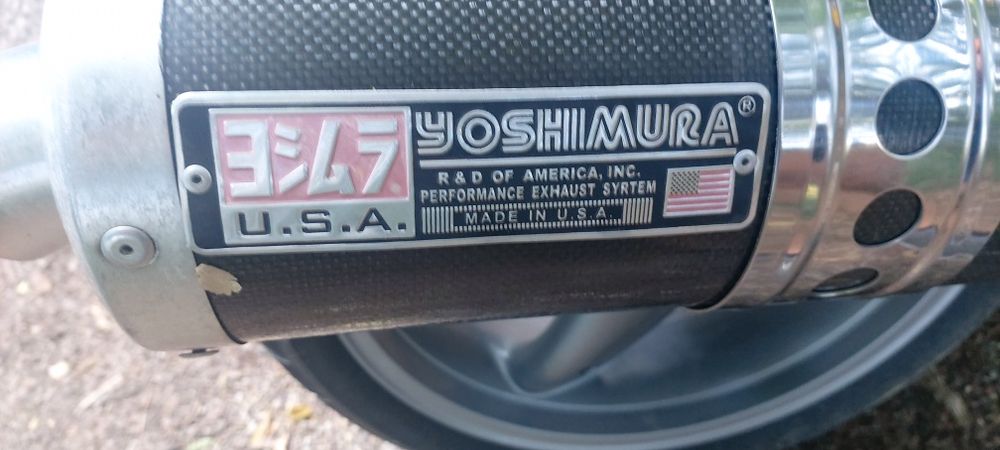 ヨシムラ
U.S.A.
YOSHIMURA®
R & D OF AMERICA, INC.
PERFORMANCE EXHAUST SYRTEM
MADE IN U.S.A.